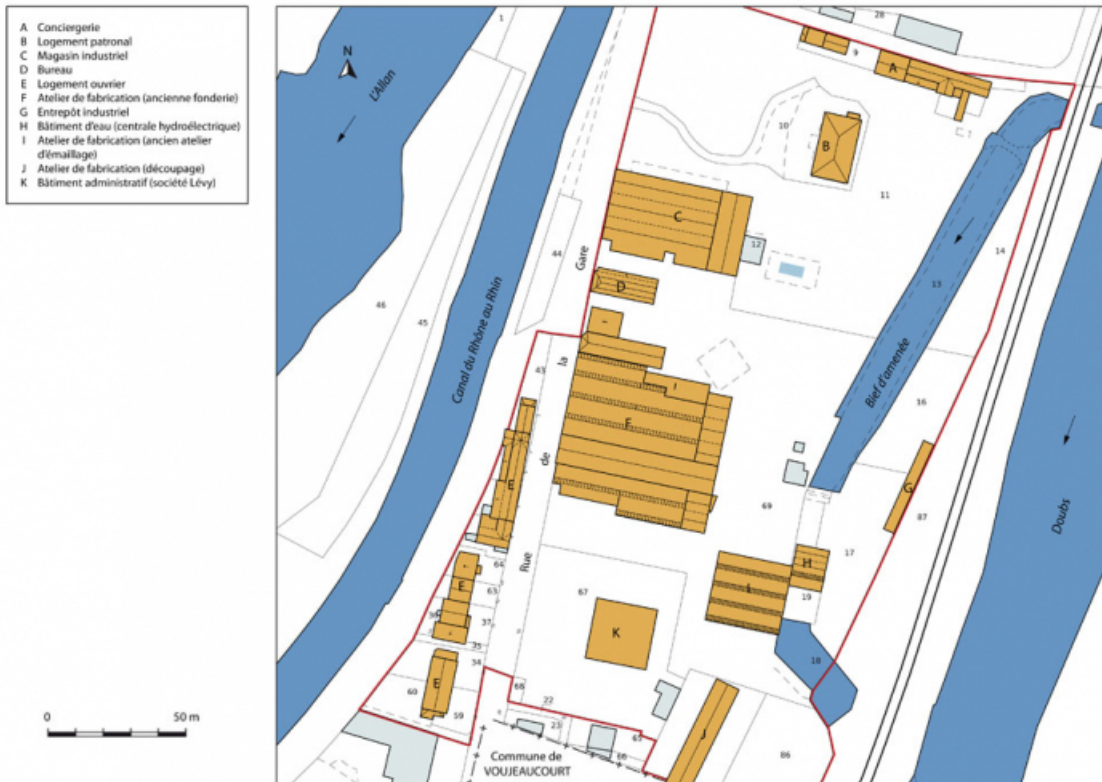 A Conciergerie
B Logement patronal
C Magasin industriel
D Bureau
E Logement ouvrier
F Atelier de fabrication (ancienne fonderie)
G Entrepôt industriel
H Bâtiment d'eau (centrale hydroélectrique)
I Atelier de fabrication (ancien atelier
d'émaillage)
J Atelier de fabrication (découpage)
K Bâtiment administratif (société Lévy)
N
L'Allan
1
28
9
A
10
B
11
C
12
13
14
44
Gare
46
45
Canal du Rhône au Rhin
D
la
43
Bief d'amenée
16
F
de
E
G
87
69
Doubs
Rue
17
H
I
19
64
E
63
67
37
35
34
K
18
E
60
59
68
22
23
65
66
J
86
Commune de
VOUJEAUCOURT
0 50 m